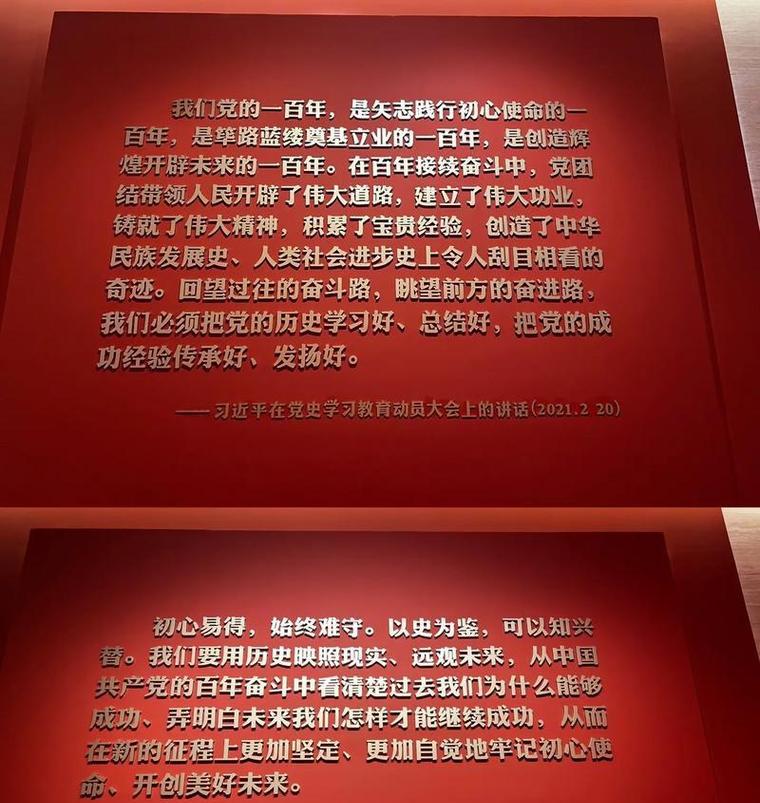 我们党的一百年，是矢志践行初心使命的一
百年，是筚路蓝缕奠基立业的一百年，是创造辉
煌开辟未来的一百年。在百年接续奋斗中，党团
结带领人民开辟了伟大道路，建立了伟大功业，
铸就了伟大精神，积累了宝贵经验，创造了中华
民族发展史、人类社会进步史上令人刮目相看的
奇迹。回望过往的奋斗路，眺望前方的奋进路，
我们必须把党的历史学习好、总结好，把党的成
功经验传承好、发扬好。
——习近平在党史学习教育动员大会上的讲话(2021.2 20)
初心易得，始终难守。以史为鉴，可以知兴
替。我们要用历史映照现实、远观未来，从中国
共产党的百年奋斗中看清楚过去我们为什么能够
成功、弄明白未来我们怎样才能继续成功，从而
在新的征程上更加坚定、更加自觉地牢记初心使
命、开创美好未来。